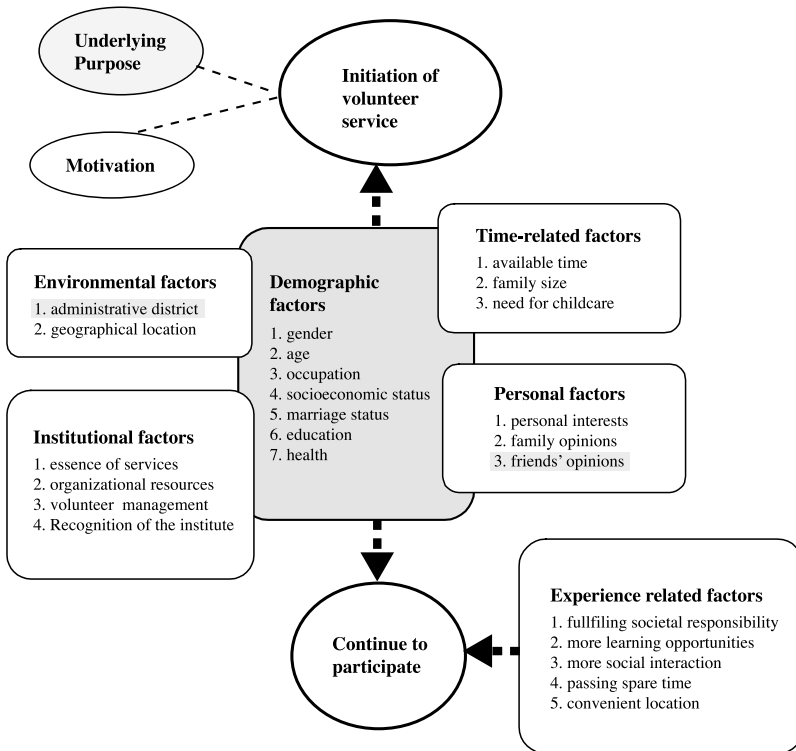 Underlying
Purpose
Initiation of
volunteer
service
Motivation
Time-related factors
1. available time
2. family size
3. need for childcare
Environmental factors
1. administrative district
2. geographical location
Demographic
factors
1. gender
2. age
3. occupation
4. socioeconomic status
5. marriage status
6. education
7. health
Personal factors
1. personal interests
2. family opinions
3. friends' opinions
Institutional factors
1. essence of services
2. organizational resources
3. volunteer management
4. Recognition of the institute
Continue to
participate
Experience related factors
1. fullfiling societal responsibility
2. more learning opportunities
3. more social interaction
4. passing spare time
5. convenient location